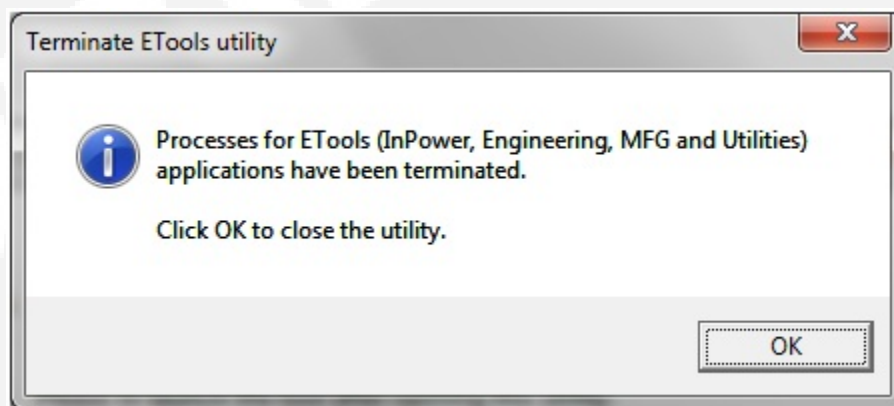 Terminate ETools utility
Processes for ETools (InPower, Engineering, MFG and Utilities)
applications have been terminated.
Click OK to close the utility.
OK